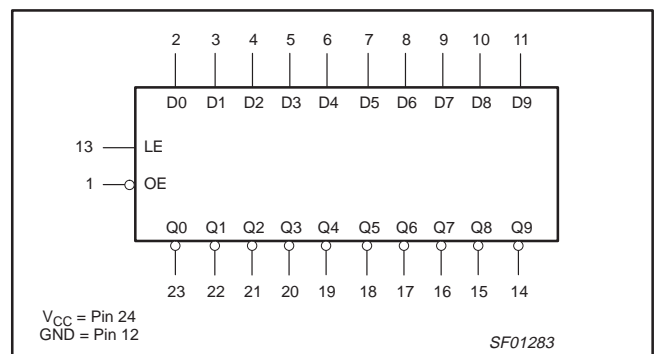 2 3 4 5 6 7 8 9 10 11
D0 D1 D2 D3 D4 D5 D6 D7 D8 D9
13 LE
1 OE
Q0 Q1 Q2 Q3 Q4 Q5 Q6 Q7 Q8 Q9
23 22 21 20 19 18 17 16 15 14
VCC = Pin 24
GND = Pin 12
SF01283